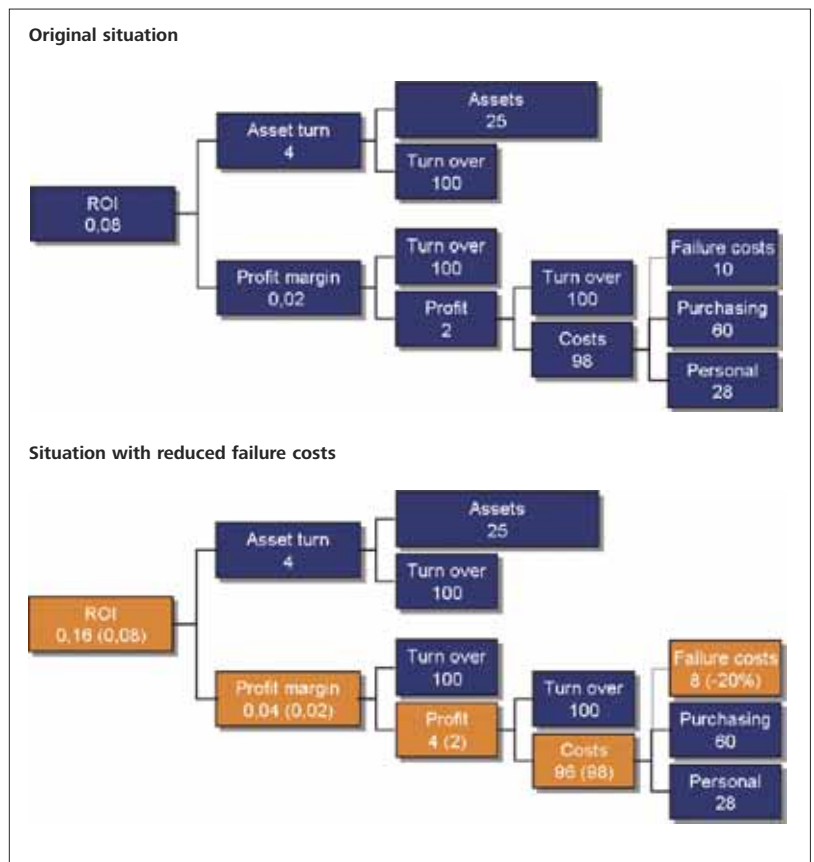 Original situation
Assets
25
Asset turn
4
Turn over
100
ROI
0,08
Turn over
100
Failure costs
10
Profit margin
0,02
Turn over
100
Profit
2
Purchasing
60
Costs
98
Personal
28
Situation with reduced failure costs
Assets
25
Asset turn
4
Turn over
100
ROI
0,16 (0,08)
Turn over
100
Failure costs
8 (-20%)
Profit margin
0,04 (0,02)
Turn over
100
Profit
4 (2)
Purchasing
60
Costs
96 (98)
Personal
28